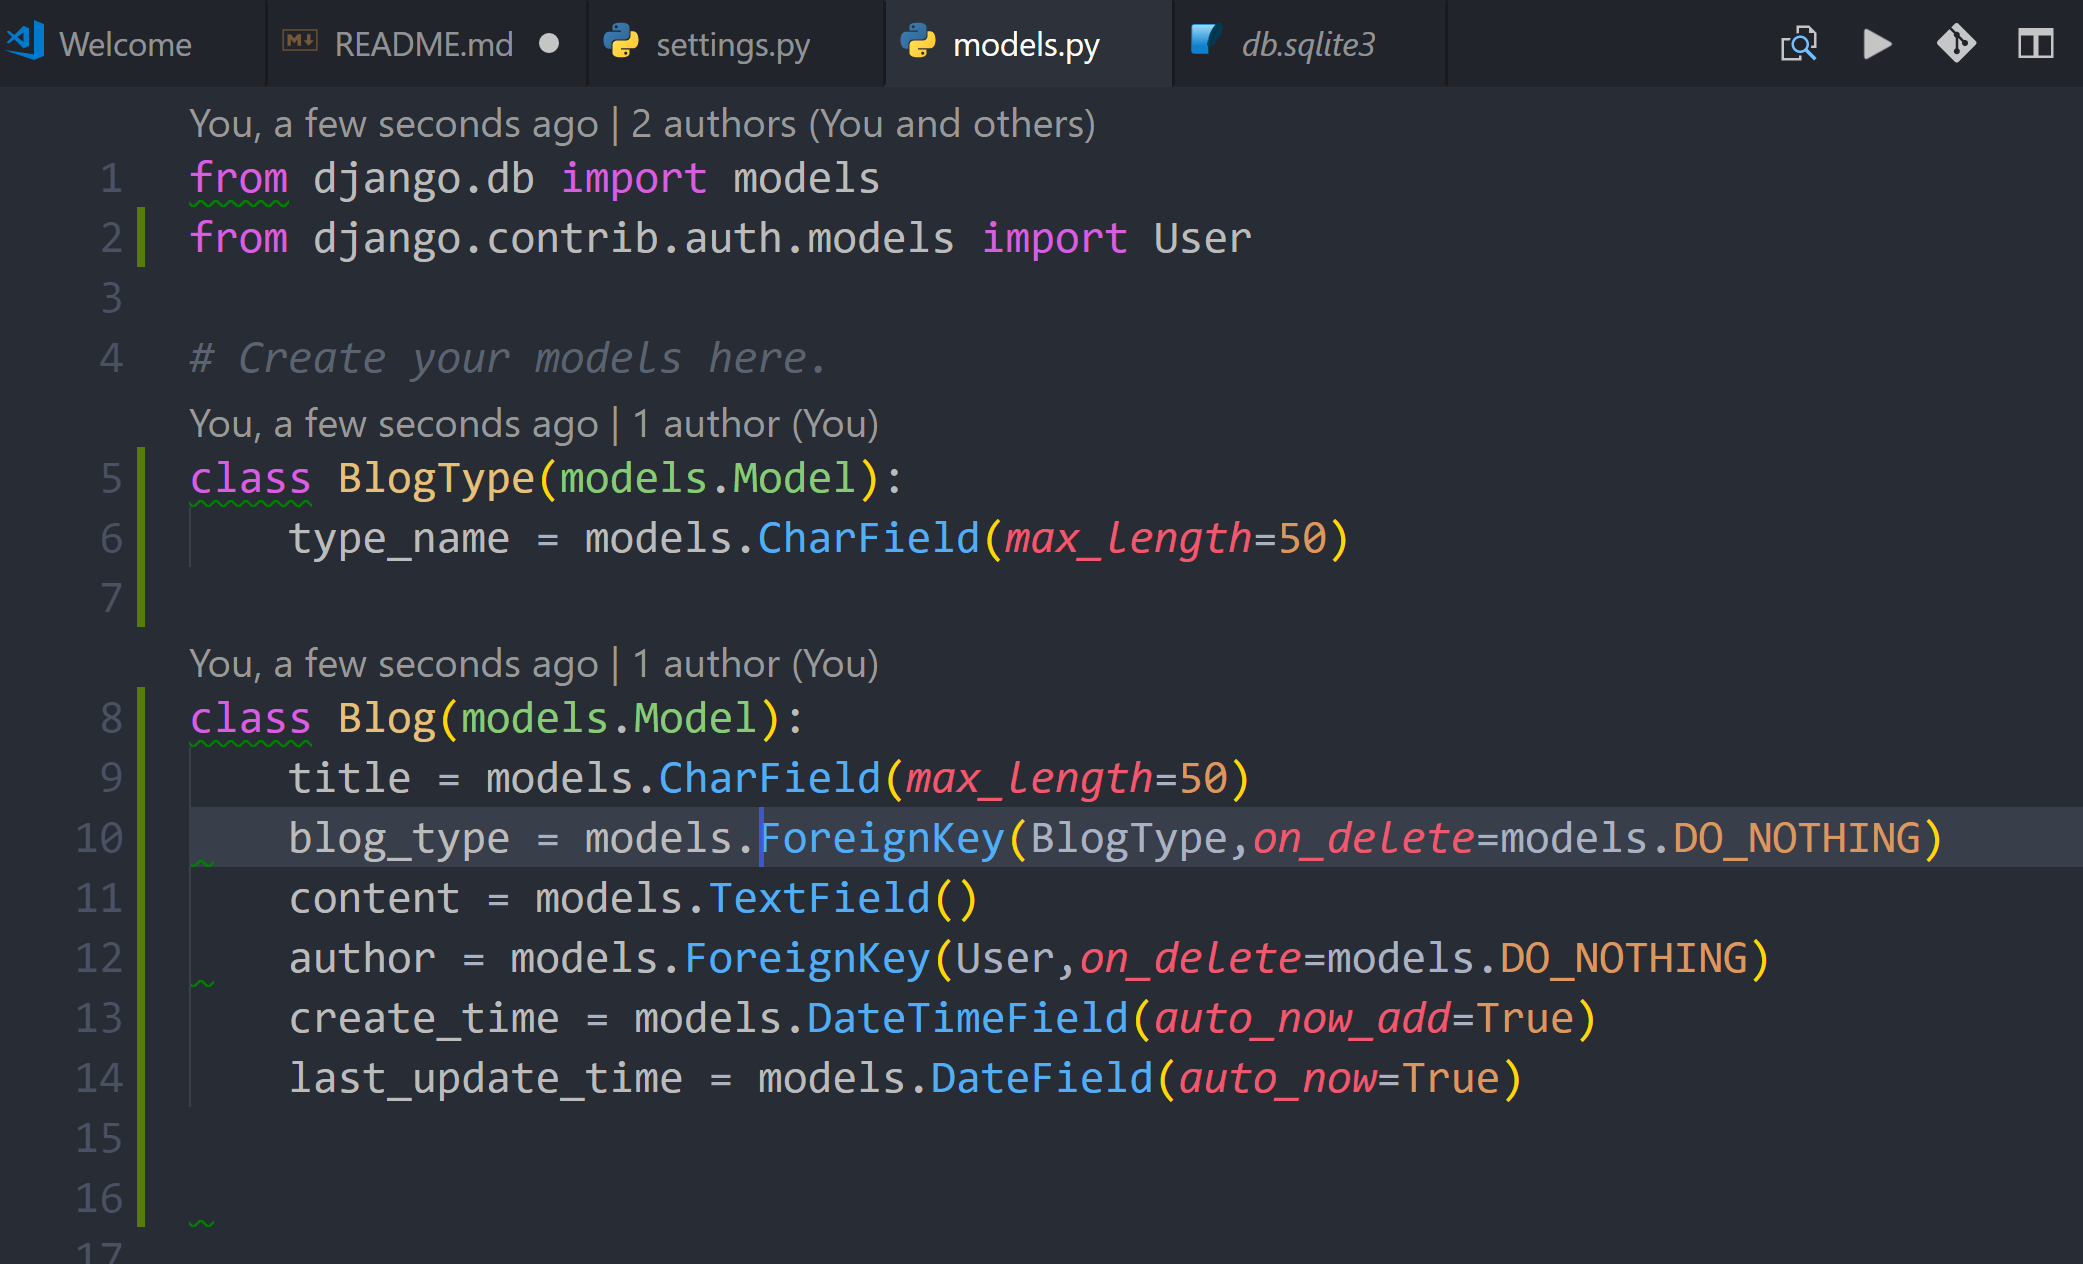 Welcome README.md settings.py models.py db.sqlite3
You, a few seconds ago | 2 authors (You and others)
1 from django.db import models
2 from django.contrib.auth.models import User
3
4 # Create your models here.
You, a few seconds ago | 1 author (You)
5 class BlogType(models.Model):
6     type_name = models.CharField(max_length=50)
7
You, a few seconds ago | 1 author (You)
8 class Blog(models.Model):
9     title = models.CharField(max_length=50)
10     blog_type = models.ForeignKey(BlogType,on_delete=models.DO_NOTHING)
11     content = models.TextField()
12     author = models.ForeignKey(User,on_delete=models.DO_NOTHING)
13     create_time = models.DateTimeField(auto_now_add=True)
14     last_update_time = models.DateField(auto_now=True)
15
16
17